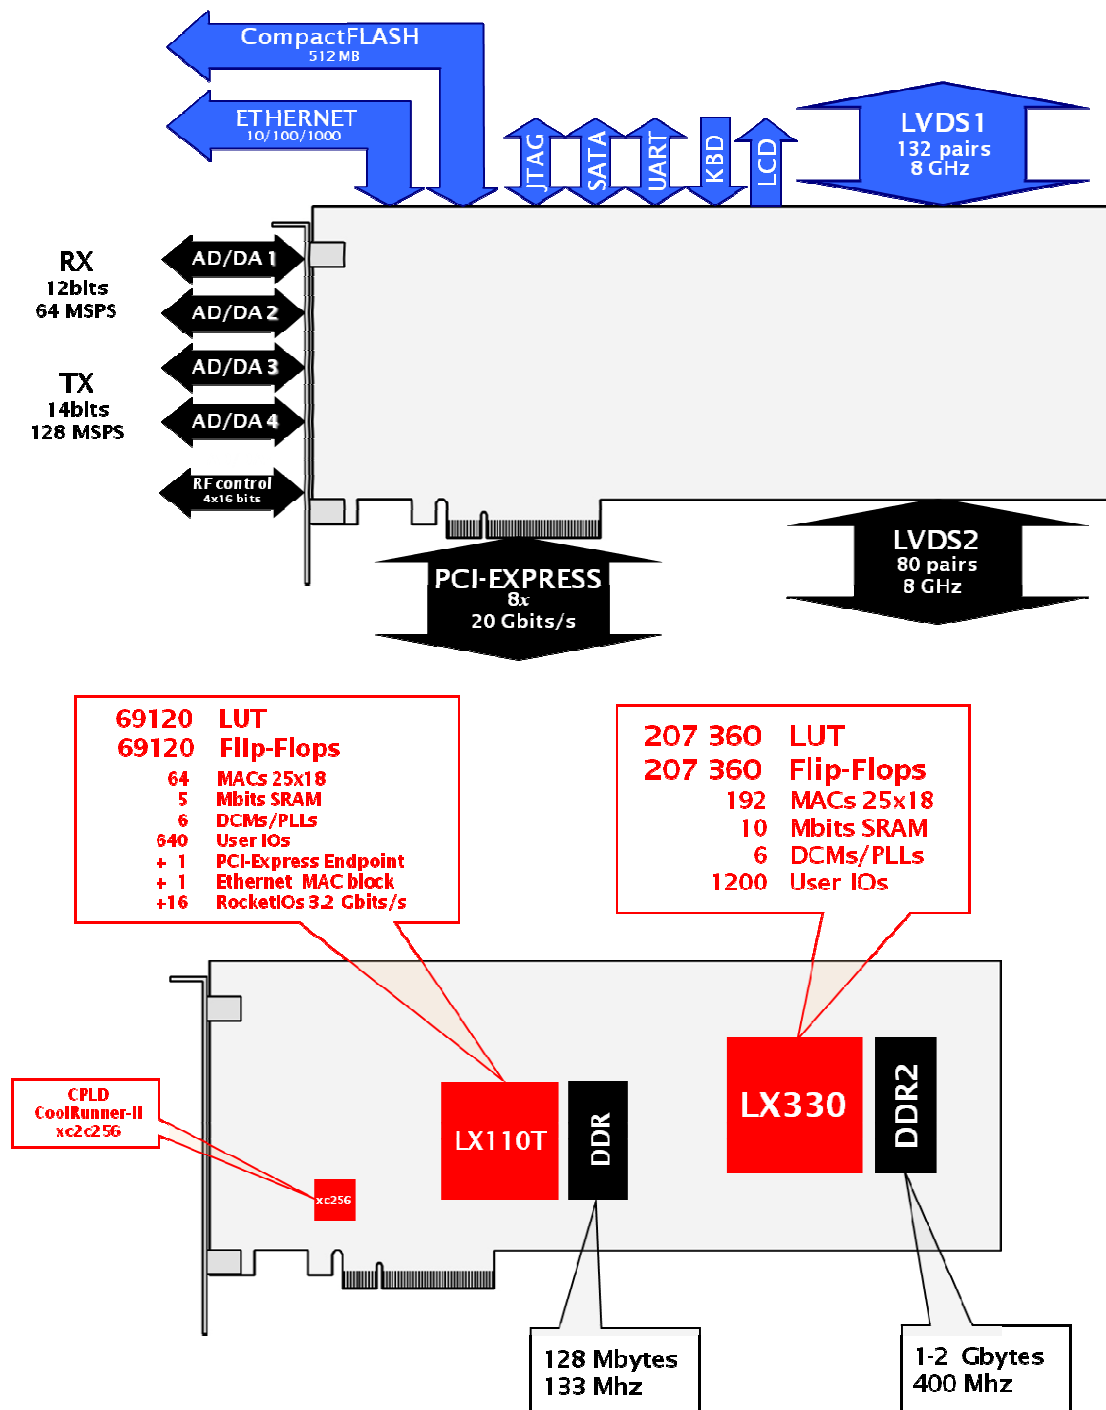 CompactFLASH
512 MB
ETHERNET
10/100/1000
JTAG
SATA
UART
KBD
LCD
LVDS1
132 pairs
8 GHz
RX
12bits
64 MSPS
TX
14bits
128 MSPS
AD/DA 1
AD/DA 2
AD/DA 3
AD/DA 4
RF control
4x16 bits
PCI-EXPRESS
8x
20 Gbits/s
LVDS2
80 pairs
8 GHz
69120 LUT
69120 Flip-Flops
64 MACs 25x18
5 Mbits SRAM
6 DCMs/PLLs
640 User IOs
+ 1 PCI-Express Endpoint
+ 1 Ethernet MAC block
+16 RocketIOs 3.2 Gbits/s
207 360 LUT
207 360 Flip-Flops
192 MACs 25x18
10 Mbits SRAM
6 DCMs/PLLs
1200 User IOs
CPLD
CoolRunner-II
xc2c256
xc256
LX110T
DDR
LX330
DDR2
128 Mbytes
133 Mhz
1-2 Gbytes
400 Mhz